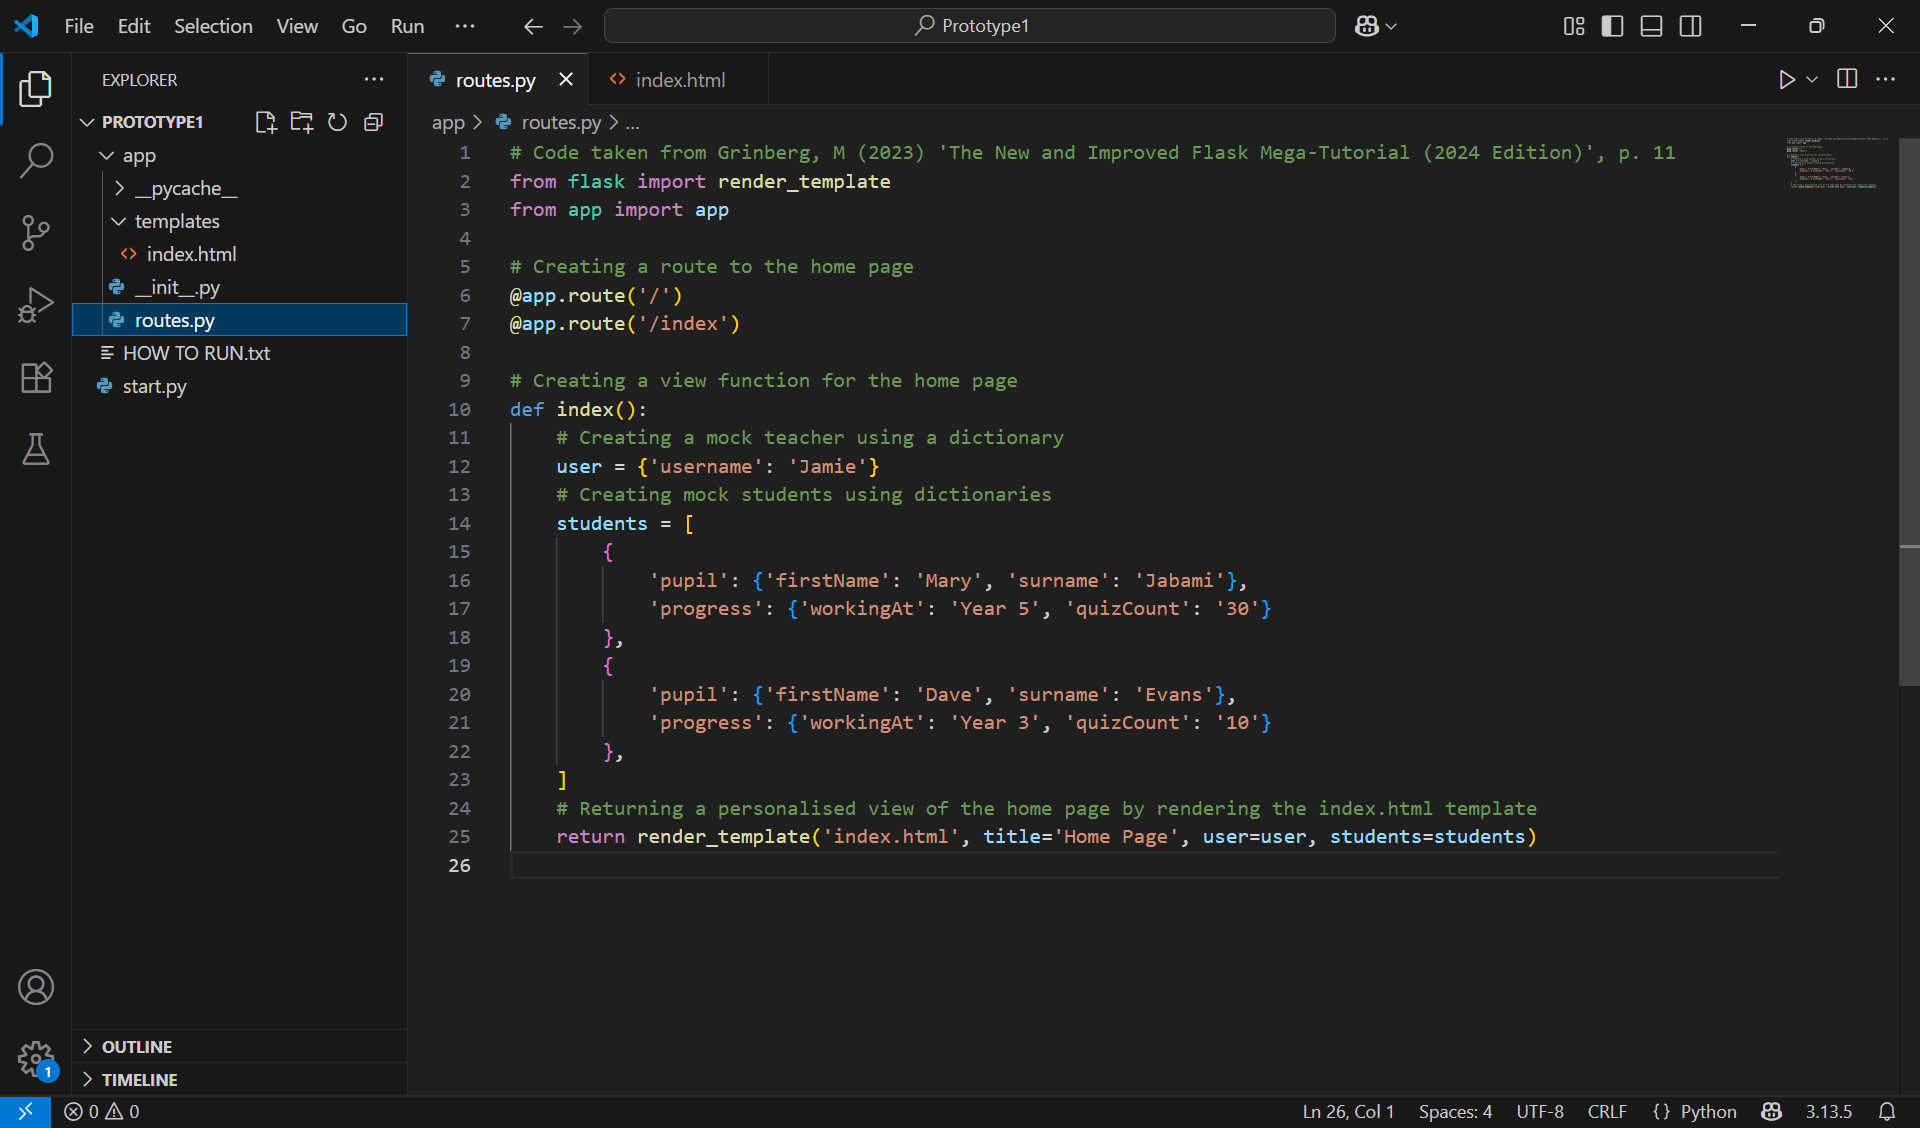 File Edit Selection View Go Run ...
Prototype1
EXPLORER
PROTOTYPE1
app
__pycache__
templates
index.html
__init__.py
routes.py
HOW TO RUN.txt
start.py
OUTLINE
TIMELINE
routes.py
index.html
app > routes.py > ...
1 # Code taken from Grinberg, M (2023) 'The New and Improved Flask Mega-Tutorial (2024 Edition)', p. 11
2 from flask import render_template
3 from app import app
4
5 # Creating a route to the home page
6 @app.route('/')
7 @app.route('/index')
8
9 # Creating a view function for the home page
10 def index():
11     # Creating a mock teacher using a dictionary
12     user = {'username': 'Jamie'}
13     # Creating mock students using dictionaries
14     students = [
15         {
16             'pupil': {'firstName': 'Mary', 'surname': 'Jabami'},
17             'progress': {'workingAt': 'Year 5', 'quizCount': '30'}
18         },
19         {
20             'pupil': {'firstName': 'Dave', 'surname': 'Evans'},
21             'progress': {'workingAt': 'Year 3', 'quizCount': '10'}
22         },
23     ]
24     # Returning a personalised view of the home page by rendering the index.html template
25     return render_template('index.html', title='Home Page', user=user, students=students)
26
1
0 0
Ln 26, Col 1 Spaces: 4 UTF-8 CRLF {} Python 3.13.5